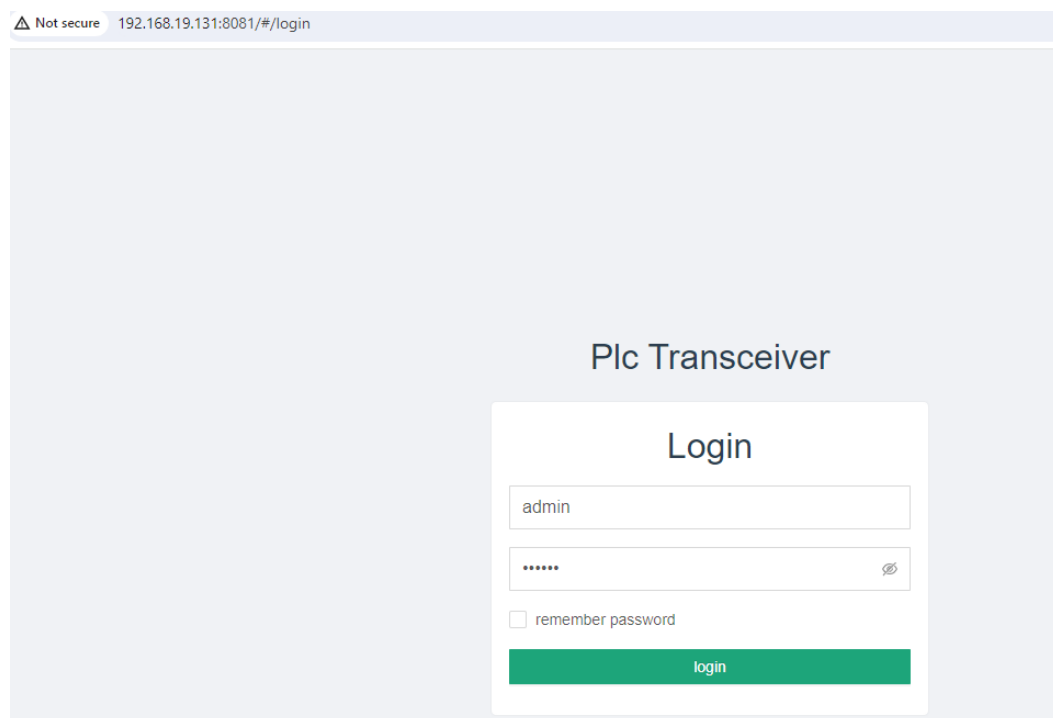 Not secure 192.168.19.131:8081/#/login
Plc Transceiver
Login
admin
••••••
remember password
login